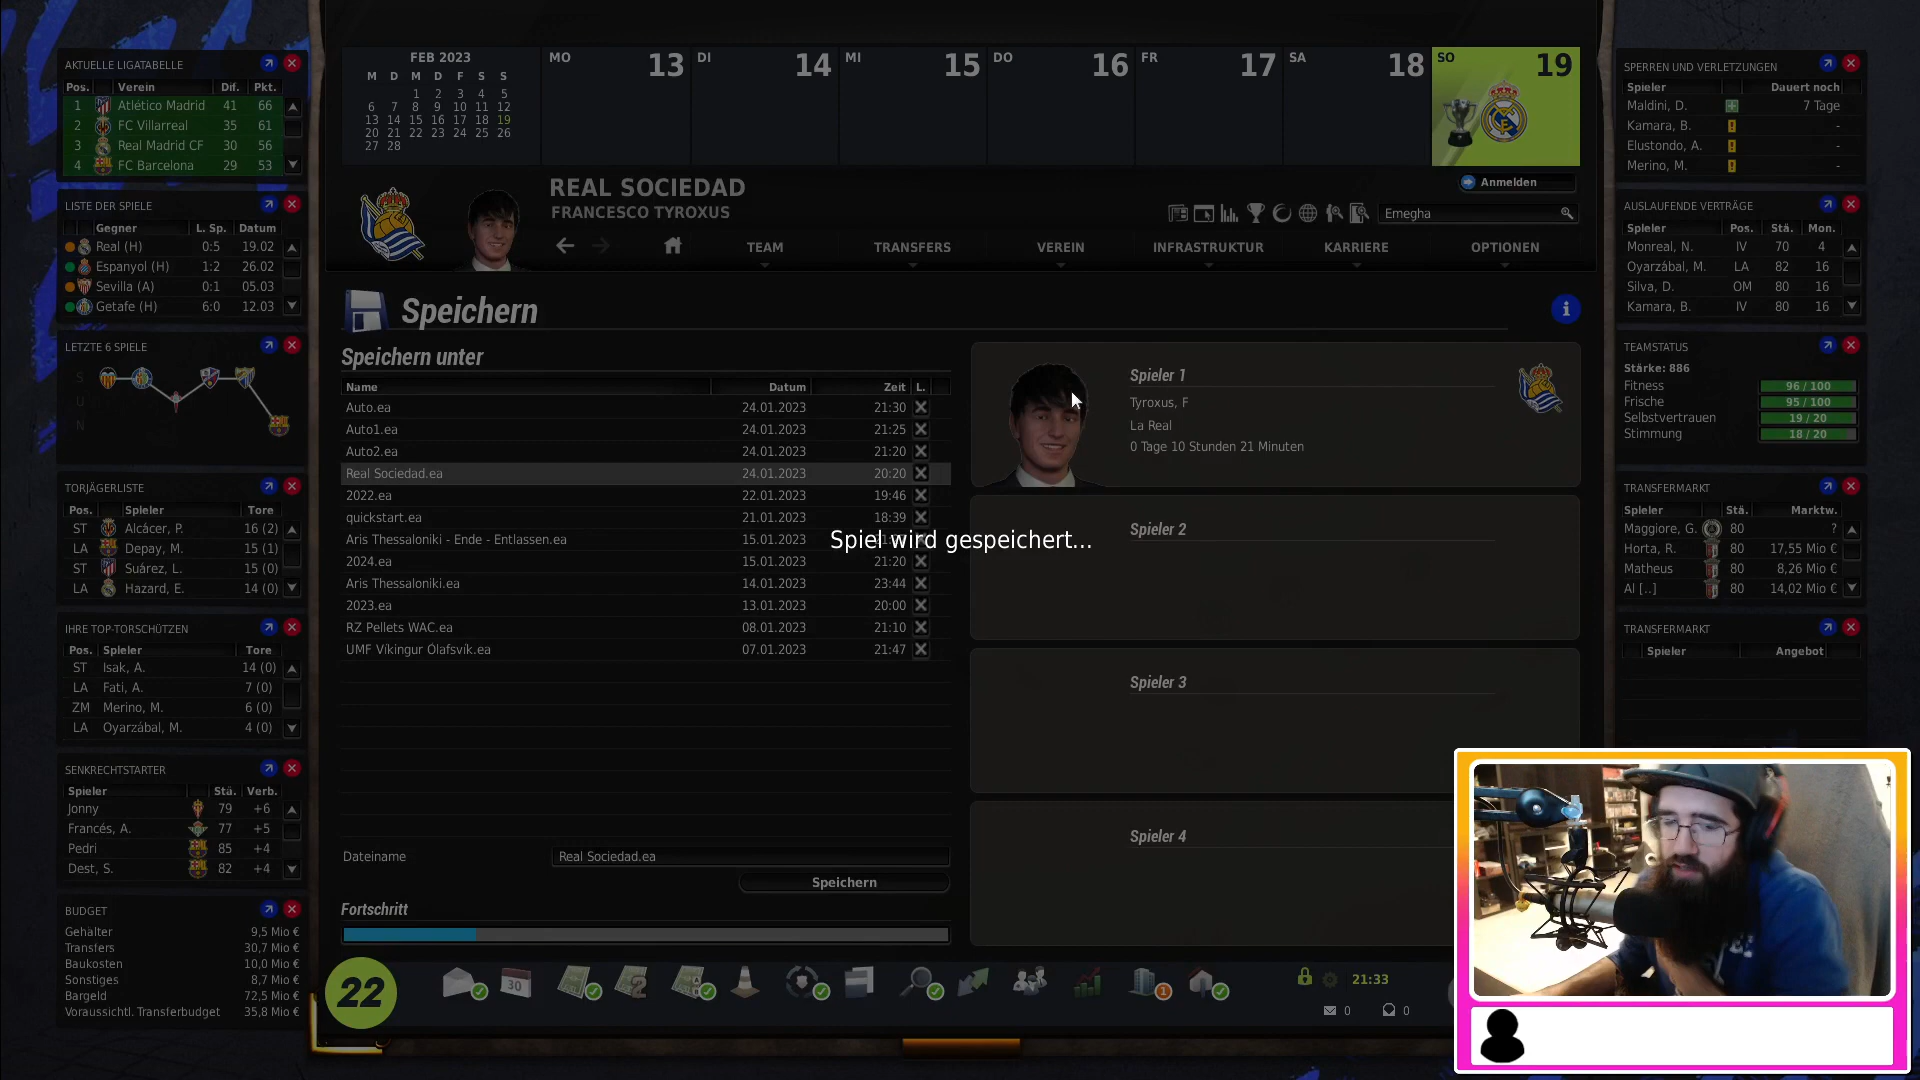 AKTUELLE LIGATABELLE
Pos. Verein Dif. Pkt.
1 Atlético Madrid 41 66
2 FC Villarreal 35 61
3 Real Madrid CF 30 56
4 FC Barcelona 29 53
LISTE DER SPIELE
Gegner L. Sp. Datum
Real (H) 0:5 19.02
Espanyol (H) 1:2 26.02
Sevilla (A) 0:1 05.03
Getafe (H) 6:0 12.03
LETZTE 6 SPIELE
S
U
N
TORJÄGERLISTE
Pos. Spieler Tore
ST Alcácer, P. 16 (2)
LA Depay, M. 15 (1)
ST Suárez, L. 15 (0)
LA Hazard, E. 14 (0)
IHRE TOP-TORSCHÜTZEN
Pos. Spieler Tore
ST Isak, A. 14 (0)
LA Fati, A. 7 (0)
ZM Merino, M. 6 (0)
LA Oyarzábal, M. 4 (0)
SENKRECHTSTARTER
Spieler Stä. Verb.
Jonny 79 +6
Francés, A. 77 +5
Pedri 85 +4
Dest, S. 82 +4
BUDGET
Gehälter 9,5 Mio €
Transfers 30,7 Mio €
Baukosten 10,0 Mio €
Sonstiges 8,7 Mio €
Bargeld 72,5 Mio €
Voraussichtl. Transferbudget 35,8 Mio €
FEB 2023
M D M D F S S
1 2 3 4 5
6 7 8 9 10 11 12
13 14 15 16 17 18 19
20 21 22 23 24 25 26
27 28
MO 13 DI 14 MI 15 DO 16 FR 17 SA 18 SO 19
REAL SOCIEDAD
FRANCESCO TYROXUS
Anmelden
Emegha
TEAM TRANSFERS VEREIN INFRASTRUKTUR KARRIERE OPTIONEN
Speichern
Speichern unter
Name Datum Zeit L.
Auto.ea 24.01.2023 21:30
Auto1.ea 24.01.2023 21:25
Auto2.ea 24.01.2023 21:20
Real Sociedad.ea 24.01.2023 20:20
2022.ea 22.01.2023 19:46
quickstart.ea 21.01.2023 18:39
Aris Thessaloniki - Ende - Entlassen.ea 15.01.2023
2024.ea 15.01.2023 21:20
Aris Thessaloniki.ea 14.01.2023 23:44
2023.ea 13.01.2023 20:00
RZ Pellets WAC.ea 08.01.2023 21:10
UMF Víkingur Ólafsvík.ea 07.01.2023 21:47
Spiel wird gespeichert...
Dateiname Real Sociedad.ea
Speichern
Fortschritt
Spieler 1
Tyroxus, F
La Real
0 Tage 10 Stunden 21 Minuten
Spieler 2
Spieler 3
Spieler 4
22
30
2
1
21:33
0 0
SPERREN UND VERLETZUNGEN
Spieler Dauert noch
Maldini, D. 7 Tage
Kamara, B. -
Elustondo, A. -
Merino, M. -
AUSLAUFENDE VERTRÄGE
Spieler Pos. Stä. Mon.
Monreal, N. IV 70 4
Oyarzábal, M. LA 82 16
Silva, D. OM 80 16
Kamara, B. IV 80 16
TEAMSTATUS
Stärke: 886
Fitness 96 / 100
Frische 95 / 100
Selbstvertrauen 19 / 20
Stimmung 18 / 20
TRANSFERMARKT
Spieler Stä. Marktw.
Maggiore, G. 80 ?
Horta, R. 80 17,55 Mio €
Matheus 80 8,26 Mio €
Al [..] 80 14,02 Mio €
TRANSFERMARKT
Spieler Angebot